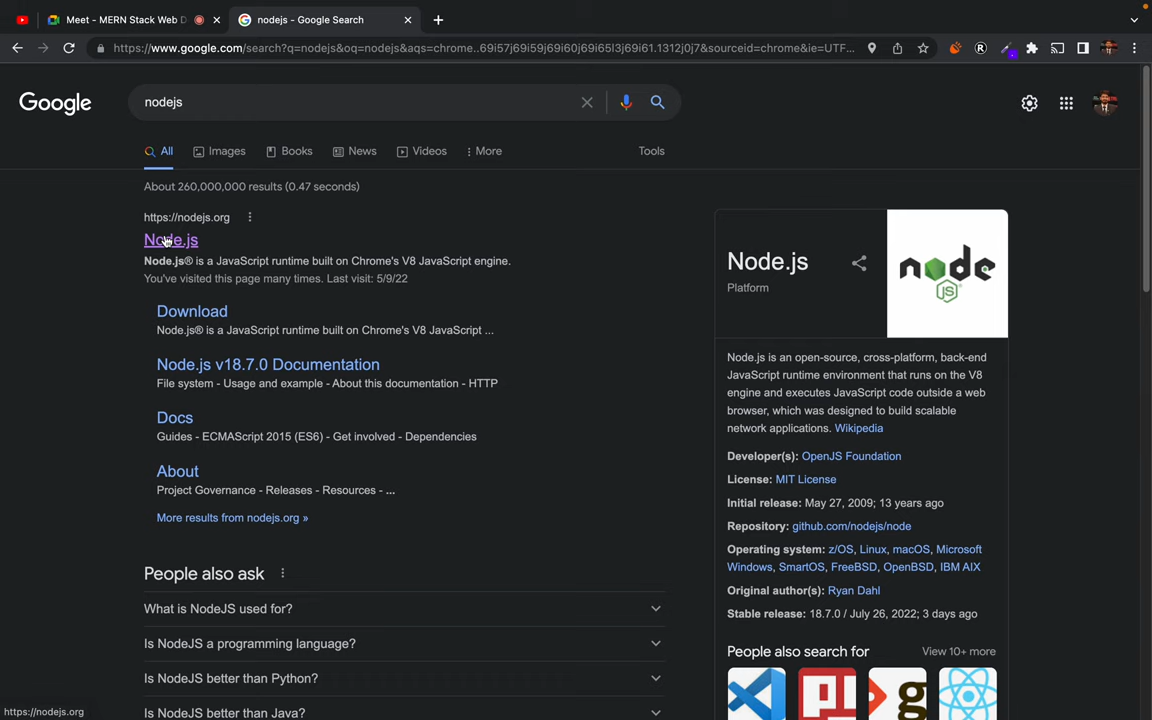 Meet - MERN Stack Web D
nodejs - Google Search
https://www.google.com/search?q=nodejs&oq=nodejs&aqs=chrome..69i57j69i59j69i60j69i65l3j69i61.1312j0j7&sourceid=chrome&ie=UTF...
Google
nodejs
All
Images
Books
News
Videos
More
Tools
About 260,000,000 results (0.47 seconds)
https://nodejs.org
Node.js
Node.js® is a JavaScript runtime built on Chrome's V8 JavaScript engine.
You've visited this page many times. Last visit: 5/9/22
Download
Node.js® is a JavaScript runtime built on Chrome's V8 JavaScript ...
Node.js v18.7.0 Documentation
File system - Usage and example - About this documentation - HTTP
Docs
Guides - ECMAScript 2015 (ES6) - Get involved - Dependencies
About
Project Governance - Releases - Resources - ...
More results from nodejs.org »
People also ask
What is NodeJS used for?
Is NodeJS a programming language?
Is NodeJS better than Python?
Is NodeJS better than Java?
https://nodejs.org
Node.js
Platform
node
JS
Node.js is an open-source, cross-platform, back-end
JavaScript runtime environment that runs on the V8
engine and executes JavaScript code outside a web
browser, which was designed to build scalable
network applications. Wikipedia
Developer(s): OpenJS Foundation
License: MIT License
Initial release: May 27, 2009; 13 years ago
Repository: github.com/nodejs/node
Operating system: z/OS, Linux, macOS, Microsoft
Windows, SmartOS, FreeBSD, OpenBSD, IBM AIX
Original author(s): Ryan Dahl
Stable release: 18.7.0 / July 26, 2022; 3 days ago
People also search for
View 10+ more